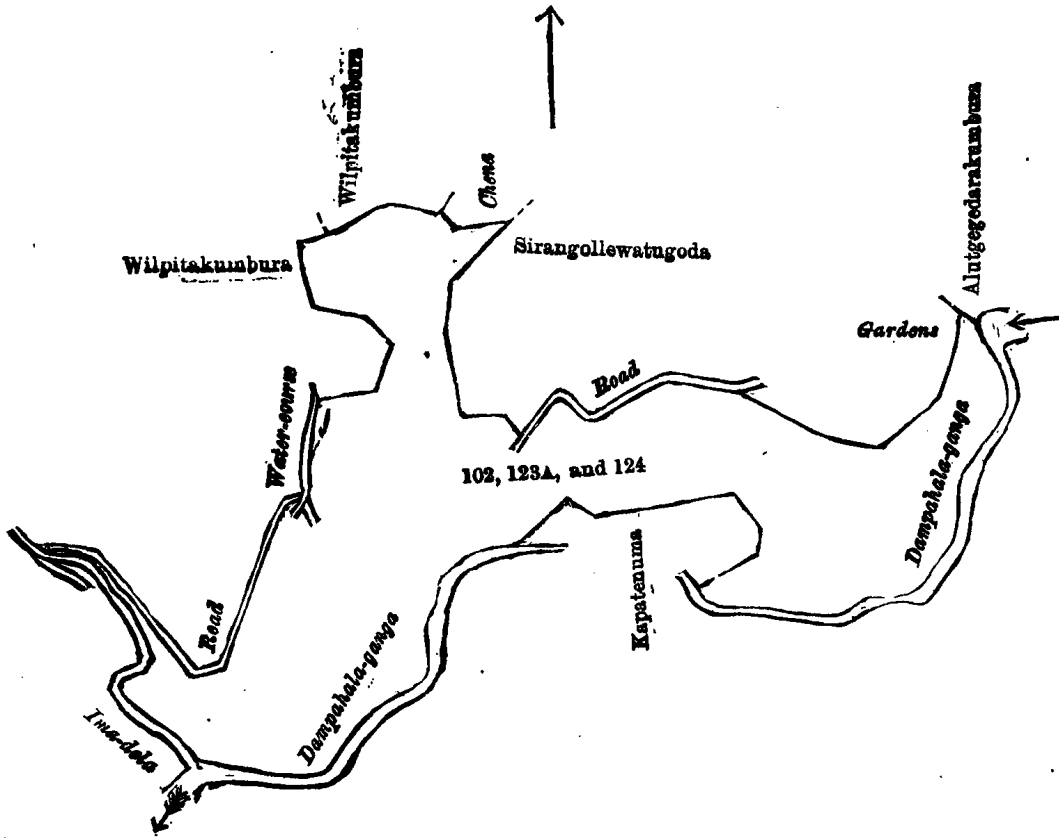 Wilpitakumbura
Chena
Wilpitakumbura
Sirangollewatugoda
Alutgegedarakumbura
Gardens
Road
Water-course
Dampahala-ganga
102, 123A, and 124
Kapatenuma
Road
Dampahala-ganga
Ima-dola